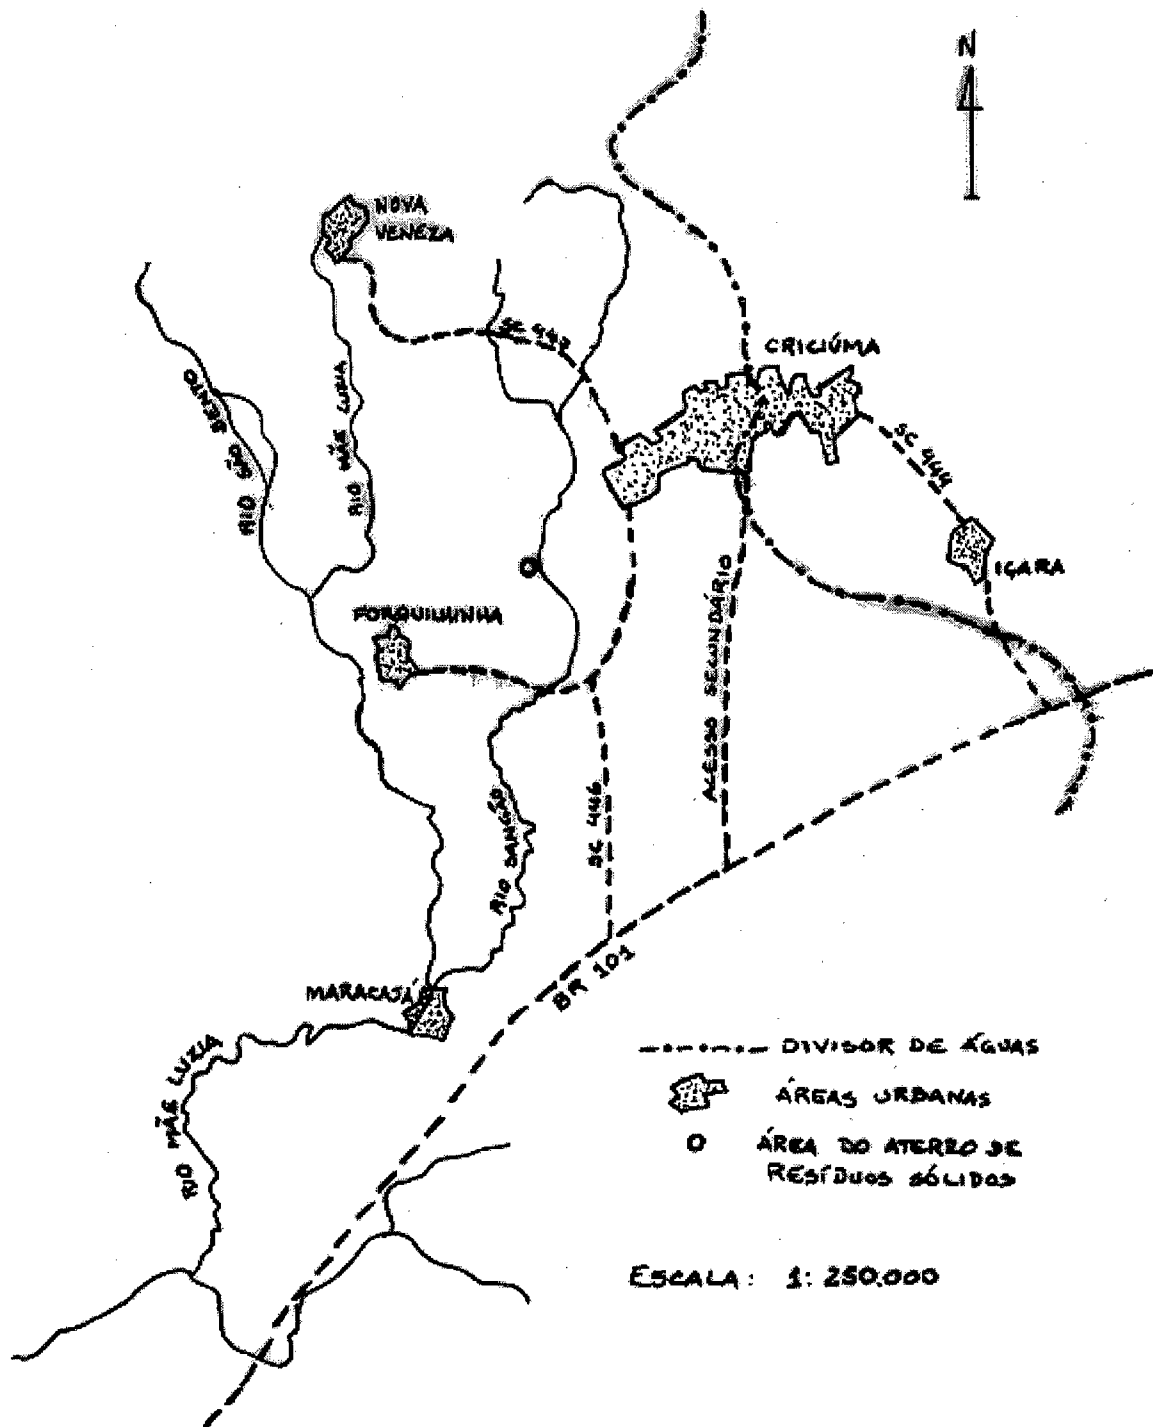 N
NOVA
VENEZA
SC 447
CRICIÚMA
RIO SÃO BENTO
RIO MÃE LUZIA
SC 444
IÇARA
FORQUILHINHA
ACESSO SECUNDÁRIO
SC 446
RIO SANGÃO
BR 101
MARACAJÁ
RIO MÃE LUZIA
DIVISOR DE ÁGUAS
ÁREAS URBANAS
ÁREA DO ATERRO DE
RESÍDUOS SÓLIDOS
ESCALA: 1:250.000